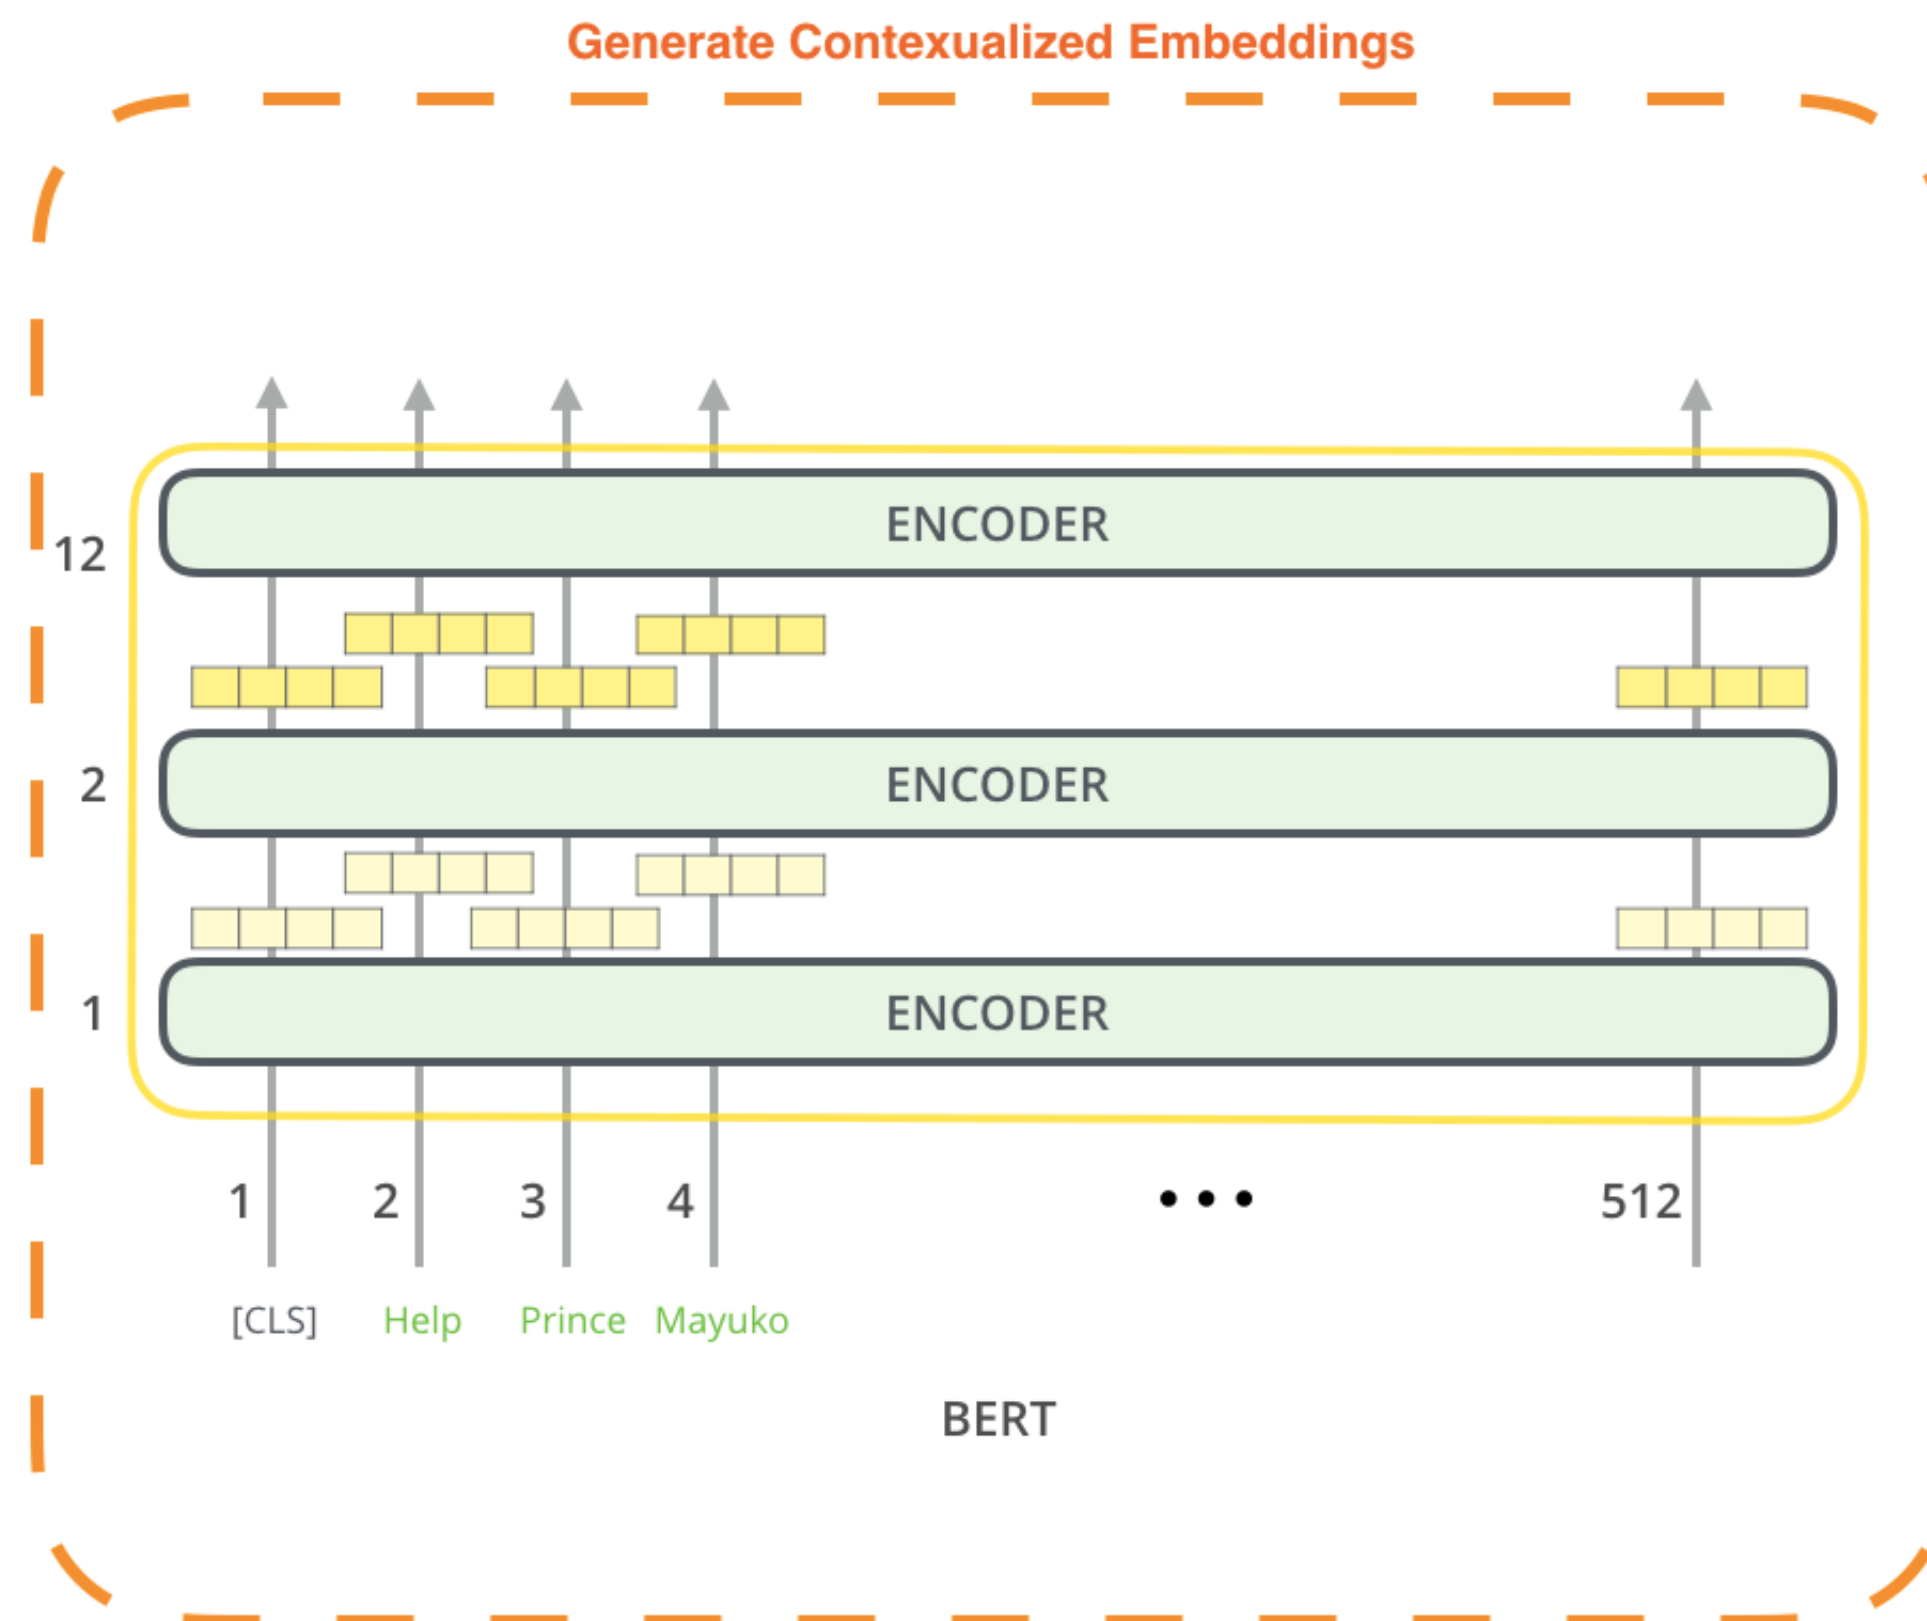 Generate Contexualized Embeddings
12 ENCODER
2 ENCODER
1 ENCODER
1 2 3 4 ••• 512
[CLS] Help Prince Mayuko
BERT